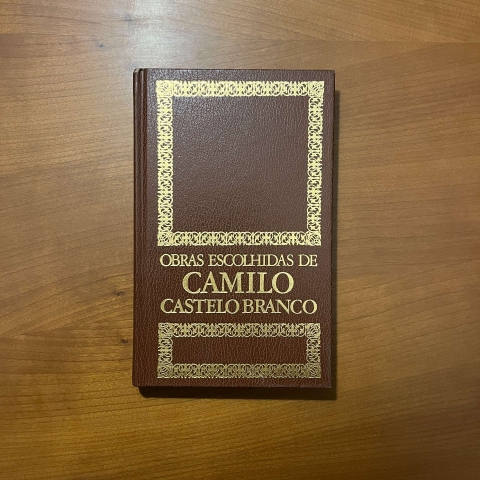 OBRAS ESCOLHIDAS DE
CAMILO
CASTELO BRANCO